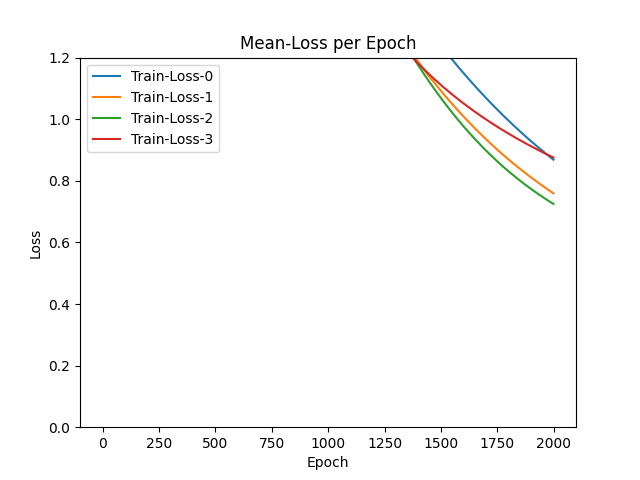 Mean-Loss per Epoch
Train-Loss-0
Train-Loss-1
Train-Loss-2
Train-Loss-3
1.2
1.0
0.8
0.6
0.4
0.2
0.0
Loss
0 250 500 750 1000 1250 1500 1750 2000
Epoch